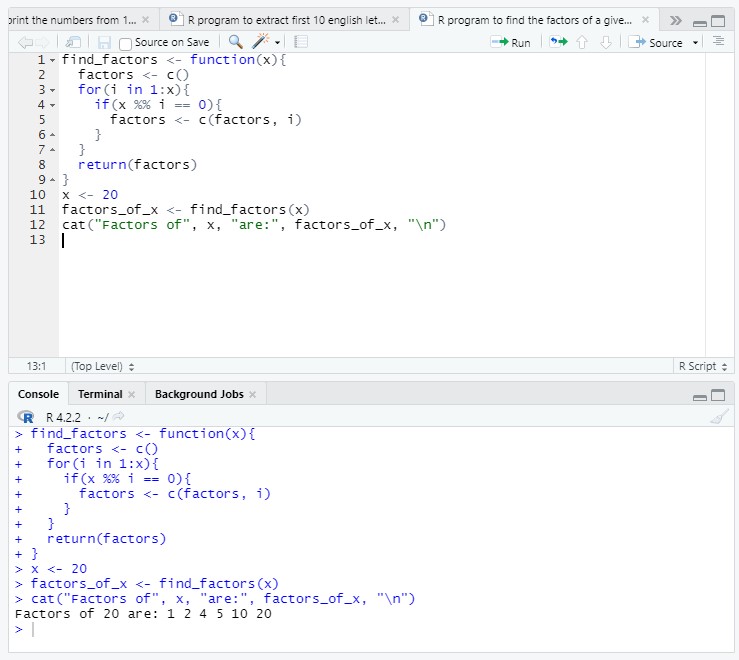 print the numbers from 1... × R program to extract first 10 english let... × R program to find the factors of a give... ×
Source on Save Run Source
1 find_factors <- function(x){
2   factors <- c()
3   for(i in 1:x){
4     if(x %% i == 0){
5       factors <- c(factors, i)
6     }
7   }
8   return(factors)
9 }
10 x <- 20
11 factors_of_x <- find_factors(x)
12 cat("Factors of", x, "are:", factors_of_x, "\n")
13
13:1 (Top Level) R Script
Console Terminal × Background Jobs ×
R R 4.2.2 · ~/
> find_factors <- function(x){
+   factors <- c()
+   for(i in 1:x){
+     if(x %% i == 0){
+       factors <- c(factors, i)
+     }
+   }
+   return(factors)
+ }
> x <- 20
> factors_of_x <- find_factors(x)
> cat("Factors of", x, "are:", factors_of_x, "\n")
Factors of 20 are: 1 2 4 5 10 20
>